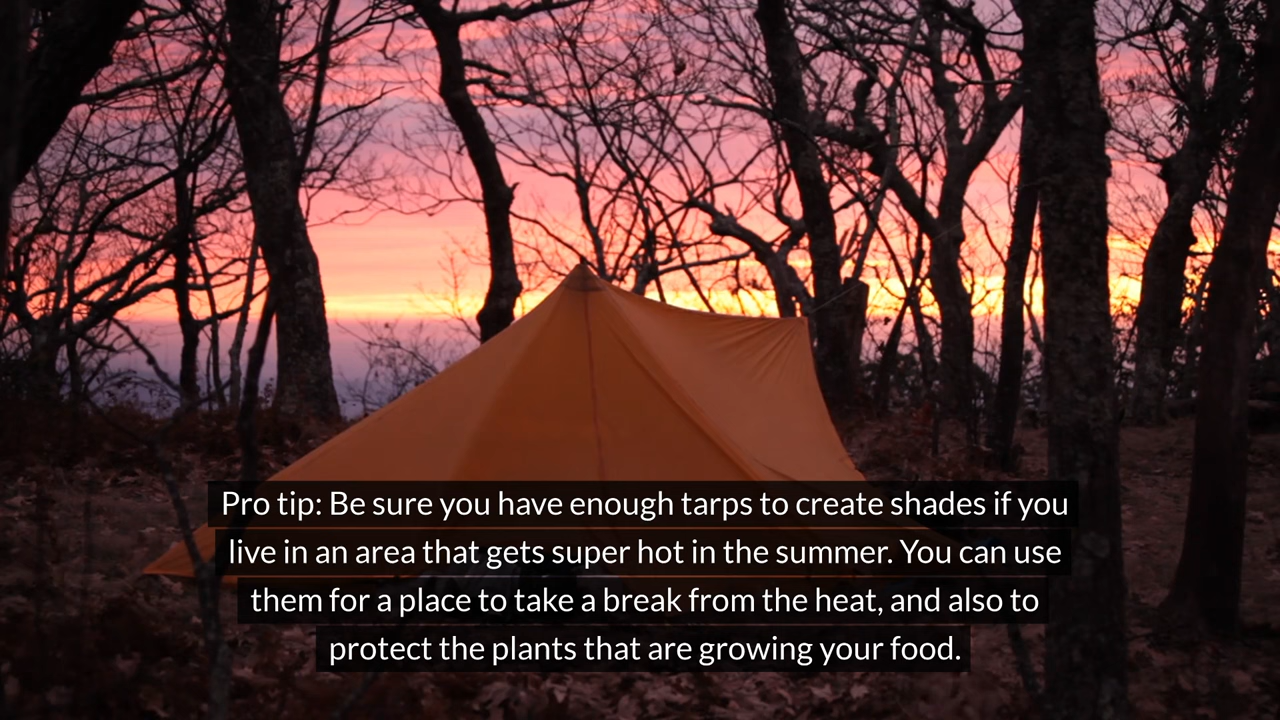 Pro tip: Be sure you have enough tarps to create shades if you
live in an area that gets super hot in the summer. You can use
them for a place to take a break from the heat, and also to
protect the plants that are growing your food.